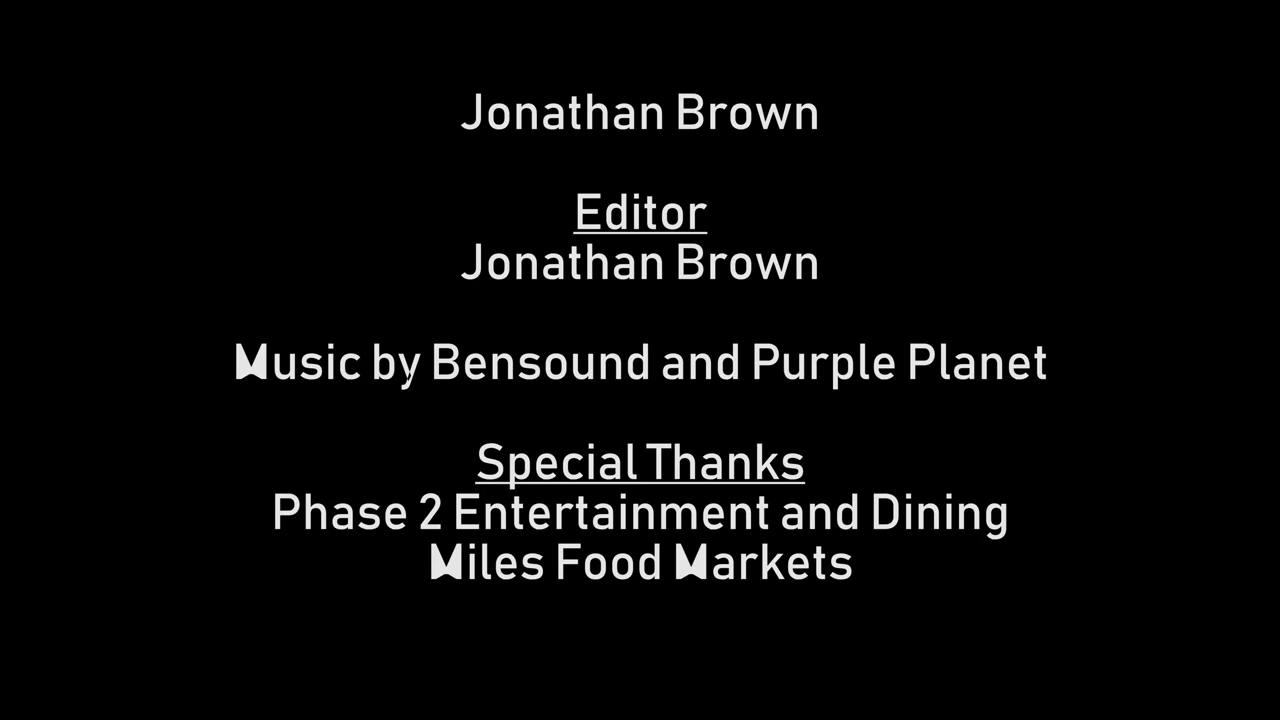 Jonathan Brown
Editor
Jonathan Brown
Music by Bensound and Purple Planet
Special Thanks
Phase 2 Entertainment and Dining
Miles Food Markets